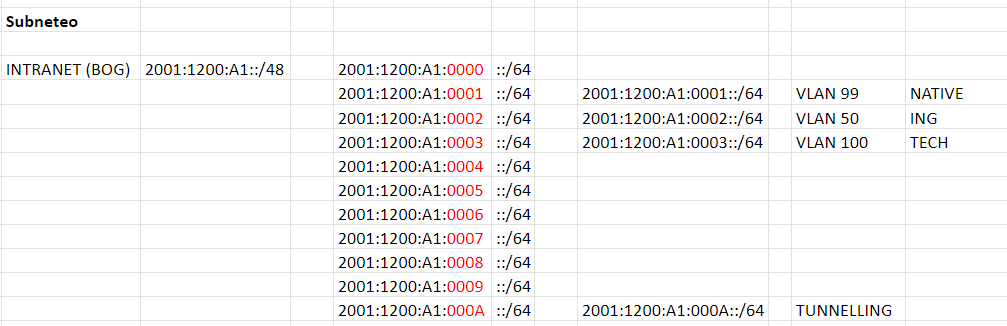 Subneteo
INTRANET (BOG) 2001:1200:A1::/48 2001:1200:A1:0000 ::/64
2001:1200:A1:0001 ::/64 2001:1200:A1:0001::/64 VLAN 99 NATIVE
2001:1200:A1:0002 ::/64 2001:1200:A1:0002::/64 VLAN 50 ING
2001:1200:A1:0003 ::/64 2001:1200:A1:0003::/64 VLAN 100 TECH
2001:1200:A1:0004 ::/64
2001:1200:A1:0005 ::/64
2001:1200:A1:0006 ::/64
2001:1200:A1:0007 ::/64
2001:1200:A1:0008 ::/64
2001:1200:A1:0009 ::/64
2001:1200:A1:000A ::/64 2001:1200:A1:000A::/64 TUNNELLING